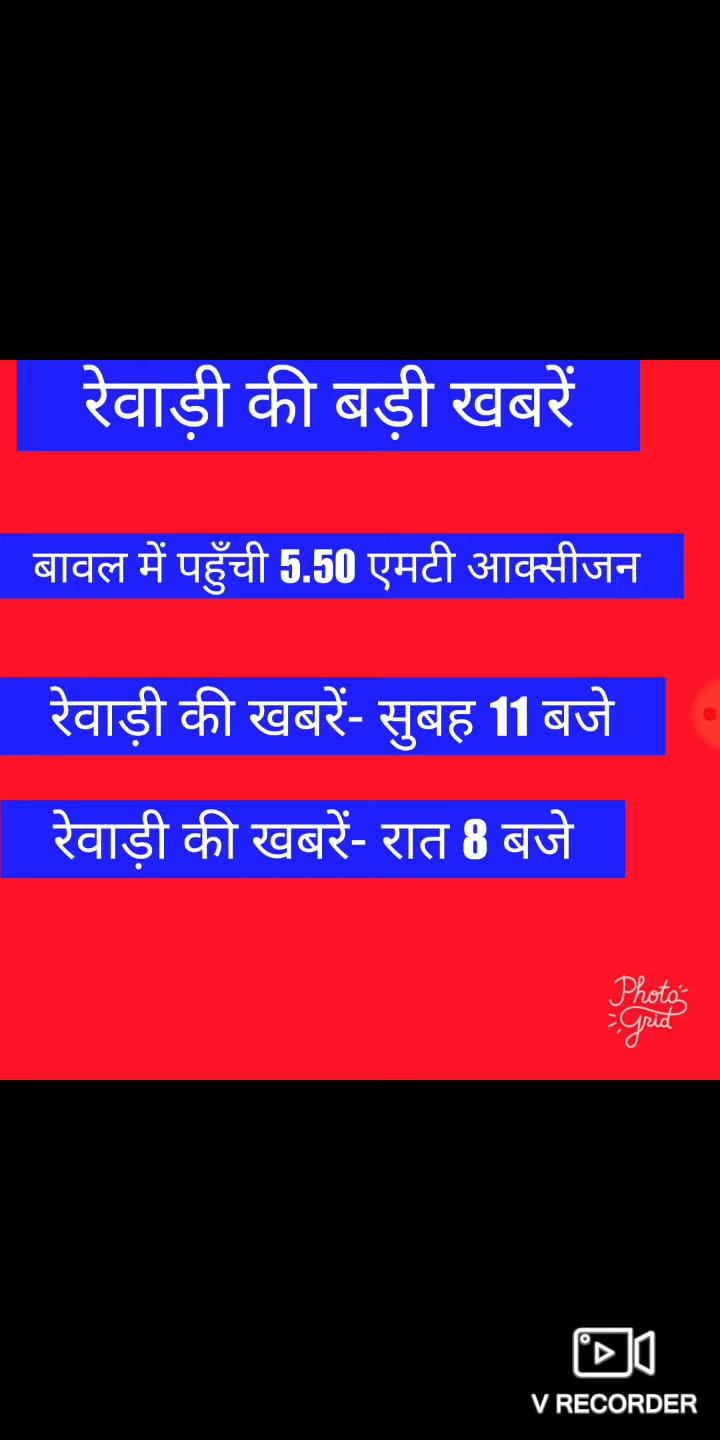 रेवाड़ी की बड़ी खबरें
बावल में पहुँची 5.50 एमटी आक्सीजन
रेवाड़ी की खबरें- सुबह 11 बजे
रेवाड़ी की खबरें- रात 8 बजे
Photo
Grid
V RECORDER